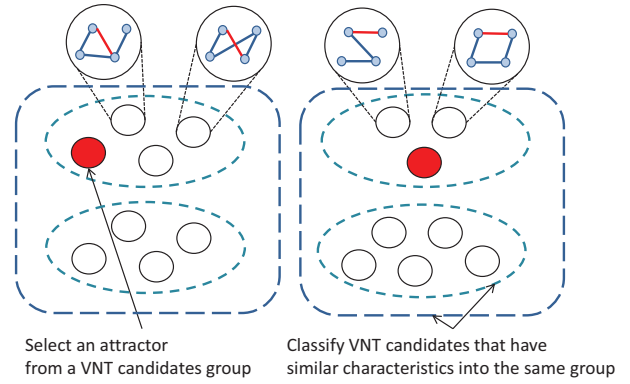 Select an attractor
from a VNT candidates group
Classify VNT candidates that have
similar characteristics into the same group